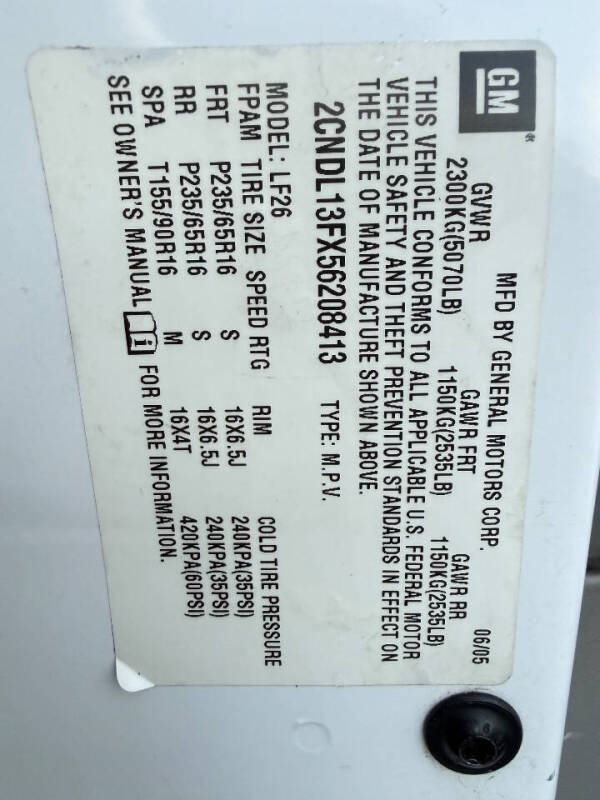 GM®
MFD BY GENERAL MOTORS CORP. 06/05
GVWR GAWR FRT GAWR RR
2300KG(5070LB) 1150KG(2535LB) 1150KG(2535LB)
THIS VEHICLE CONFORMS TO ALL APPLICABLE U.S. FEDERAL MOTOR
VEHICLE SAFETY AND THEFT PREVENTION STANDARDS IN EFFECT ON
THE DATE OF MANUFACTURE SHOWN ABOVE.
2CNDL13FX56208413 TYPE: M.P.V.
MODEL: LF26
FPAM TIRE SIZE SPEED RTG RIM COLD TIRE PRESSURE
FRT P235/65R16 S 16X6.5J 240KPA(35PSI)
RR P235/65R16 S 16X6.5J 240KPA(35PSI)
SPA T155/90R16 M 16X4T 420KPA(60PSI)
SEE OWNER'S MANUAL i FOR MORE INFORMATION.